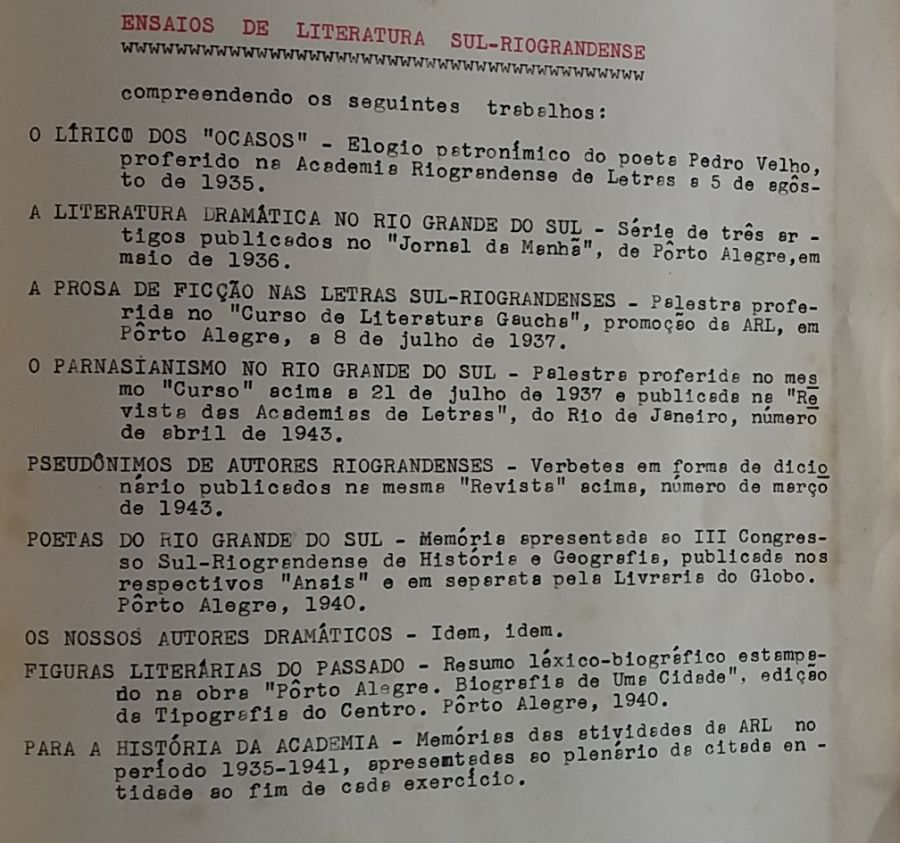 ENSAIOS DE LITERATURA SUL-RIOGRANDENSE
wwwwwwwwwwwwwwwwwwwwwwwwwwwwwwwwwwwwwww
compreendendo os seguintes trabalhos:
O LÍRICO DOS "OCASOS" - Elogio patronímico do poeta Pedro Velho,
proferido na Academia Riograndense de Letras a 5 de agôs-
to de 1935.
A LITERATURA DRAMÁTICA NO RIO GRANDE DO SUL - Série de três ar -
tigos publicados no "Jornal da Manhã", de Pôrto Alegre,em
maio de 1936.
A PROSA DE FICÇÃO NAS LETRAS SUL-RIOGRANDENSES - Palestra profe-
rida no "Curso de Literatura Gaucha", promoção da ARL, em
Pôrto Alegre, a 8 de julho de 1937.
O PARNASIANISMO NO RIO GRANDE DO SUL - Palestra proferida no mes
mo "Curso" acima a 21 de julho de 1937 e publicada na "Re
vista das Academias de Letras", do Rio de Janeiro, número
de abril de 1943.
PSEUDÔNIMOS DE AUTORES RIOGRANDENSES - Verbetes em forma de dicio
nário publicados na mesma "Revista" acima, número de março
de 1943.
POETAS DO RIO GRANDE DO SUL - Memória apresentada ao III Congres-
so Sul-Riograndense de História e Geografia, publicada nos
respectivos "Anais" e em separata pela Livraria do Globo.
Pôrto Alegre, 1940.
OS NOSSOS AUTORES DRAMÁTICOS - Idem, idem.
FIGURAS LITERÁRIAS DO PASSADO - Resumo léxico-biográfico estampa-
do na obra "Pôrto Alegre. Biografia de Uma Cidade", edição
da Tipografia do Centro. Pôrto Alegre, 1940.
PARA A HISTÓRIA DA ACADEMIA - Memórias das atividades da ARL no
período 1935-1941, apresentadas ao plenário da citada en -
tidade ao fim de cada exercício.